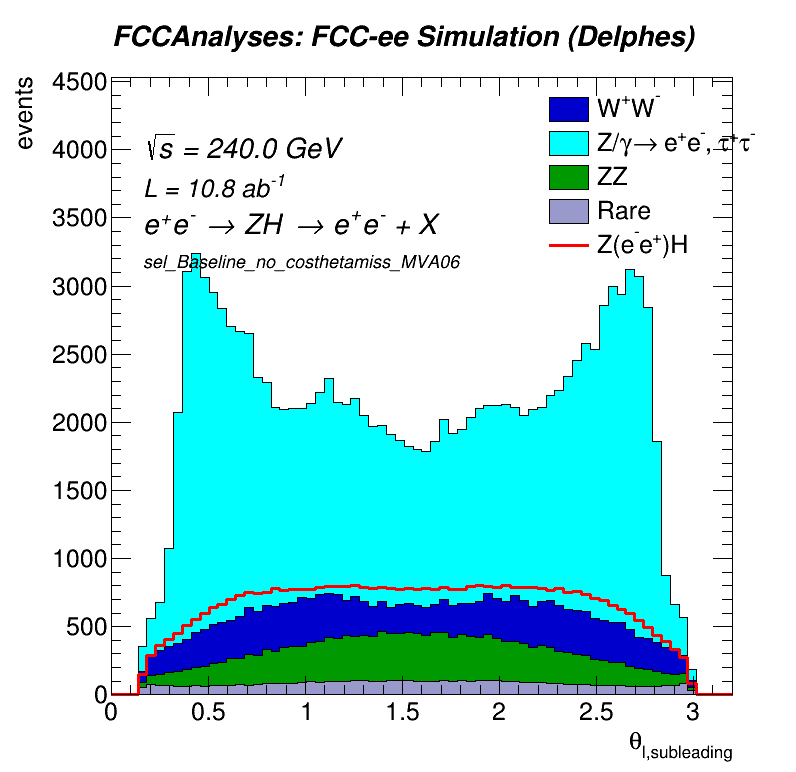 FCCAnalyses: FCC-ee Simulation (Delphes)
events
4500
4000
3500
3000
2500
2000
1500
1000
500
0
√s = 240.0 GeV
L = 10.8 ab⁻¹
e⁺e⁻ → ZH → e⁺e⁻ + X
sel_Baseline_no_costhetamiss_MVA06
W⁺W⁻
Z/γ→ e⁺e⁻, τ⁺τ⁻
ZZ
Rare
Z(e⁻e⁺)H
0 0.5 1 1.5 2 2.5 3
θl,subleading